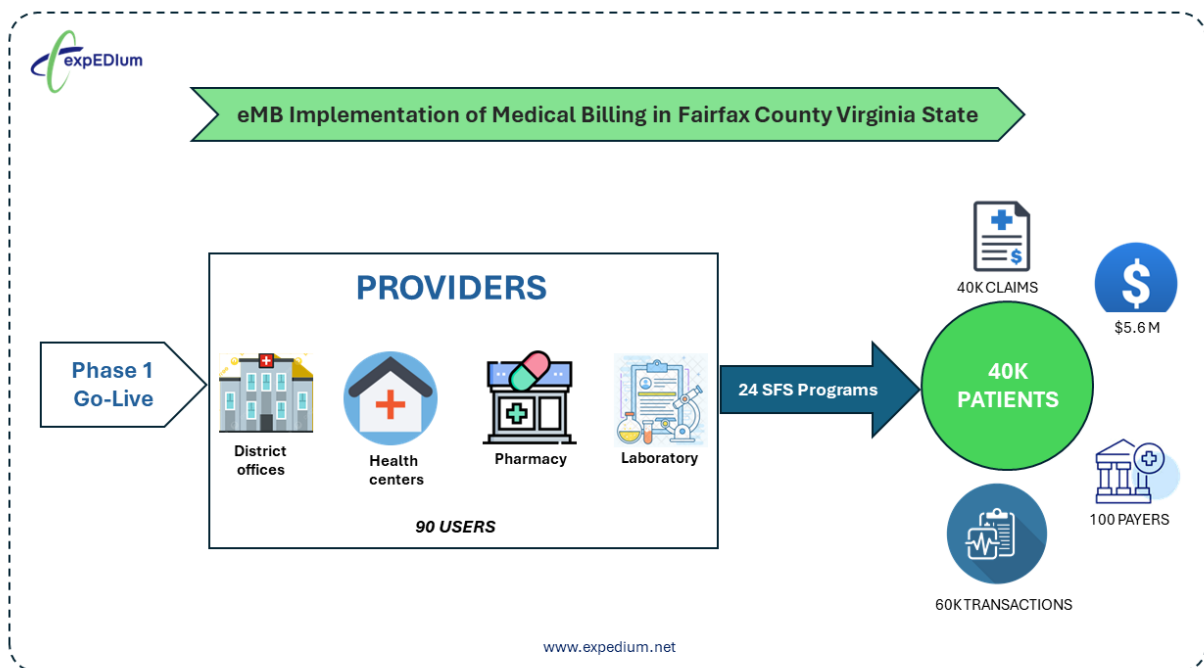 expEDIum
eMB Implementation of Medical Billing in Fairfax County Virginia State
Phase 1
Go-Live
PROVIDERS
District
offices
Health
centers
Pharmacy
Laboratory
90 USERS
24 SFS Programs
40K CLAIMS
$5.6 M
40K
PATIENTS
100 PAYERS
60K TRANSACTIONS
www.expedium.net